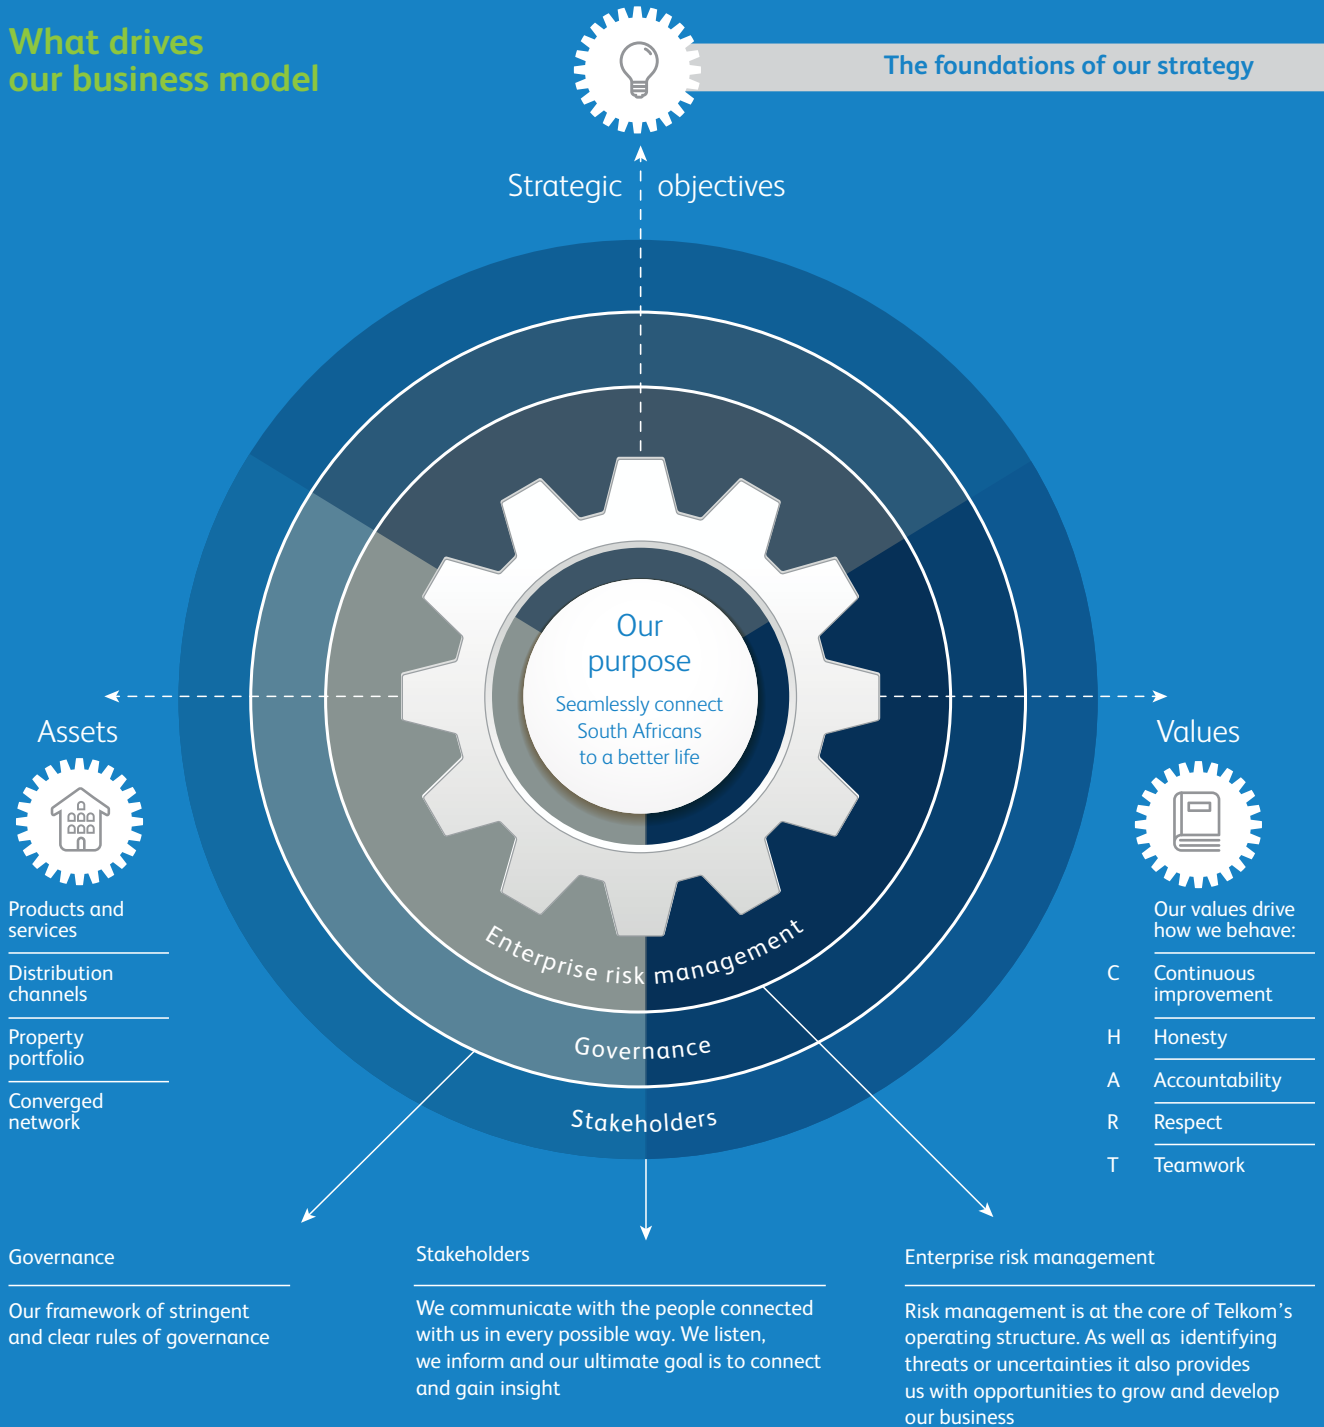 What drives
our business model
The foundations of our strategy
Strategic objectives
Our
purpose
Seamlessly connect
South Africans
to a better life
Assets
Products and
services
Distribution
channels
Property
portfolio
Converged
network
Values
Our values drive
how we behave:
C Continuous
improvement
H Honesty
A Accountability
R Respect
T Teamwork
Enterprise risk management
Governance
Stakeholders
Governance
Our framework of stringent
and clear rules of governance
Stakeholders
We communicate with the people connected
with us in every possible way. We listen,
we inform and our ultimate goal is to connect
and gain insight
Enterprise risk management
Risk management is at the core of Telkom's
operating structure. As well as identifying
threats or uncertainties it also provides
us with opportunities to grow and develop
our business